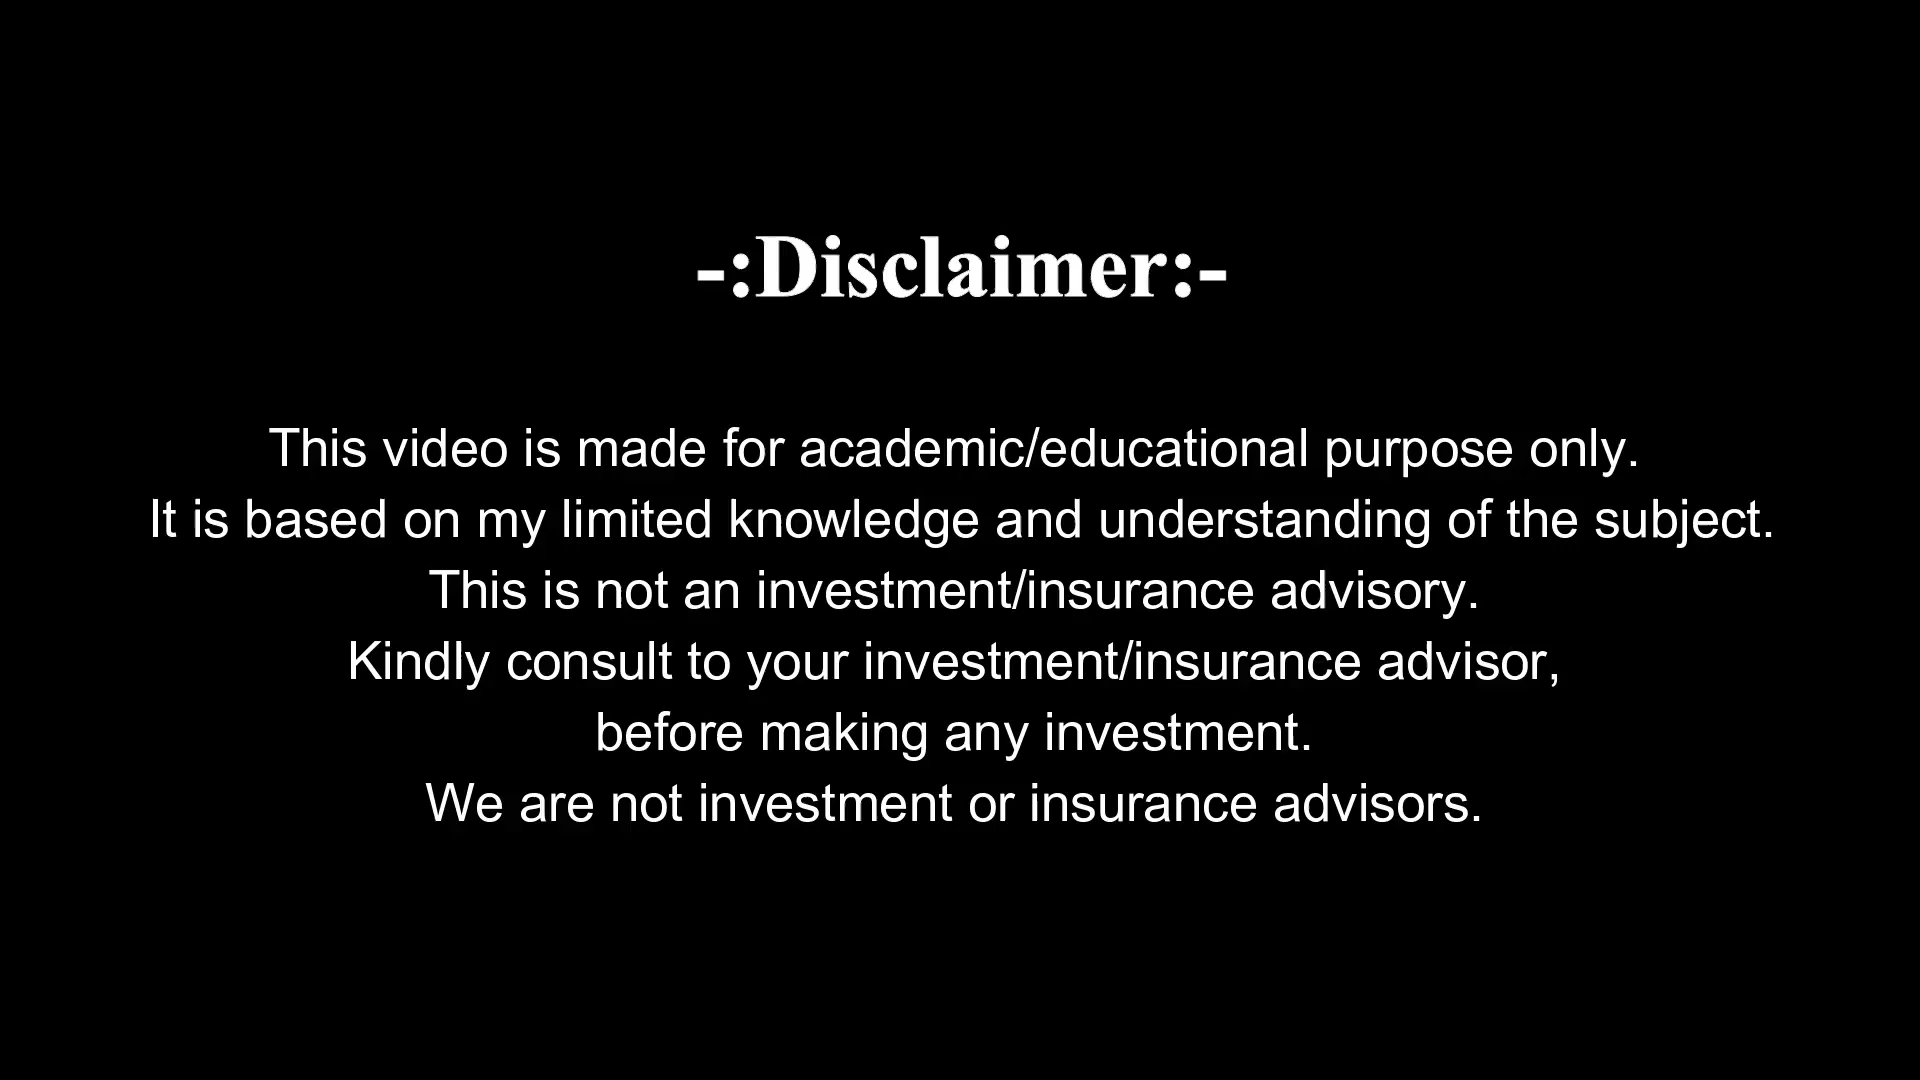 -:Disclaimer:-
This video is made for academic/educational purpose only.
It is based on my limited knowledge and understanding of the subject.
This is not an investment/insurance advisory.
Kindly consult to your investment/insurance advisor,
before making any investment.
We are not investment or insurance advisors.